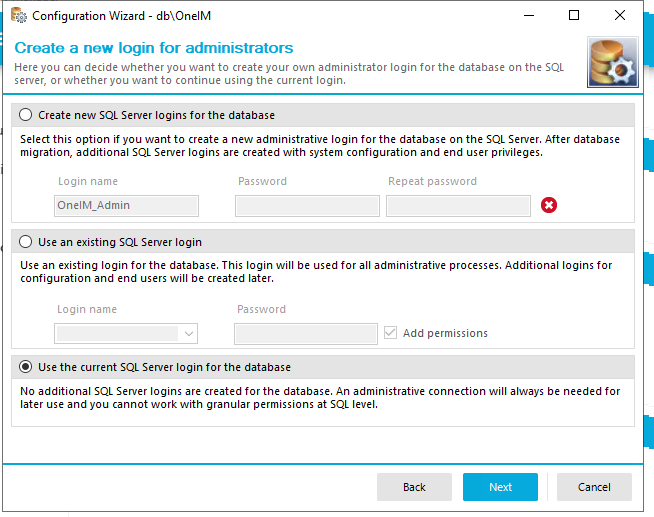 Configuration Wizard - db\OneIM
Create a new login for administrators
Here you can decide whether you want to create your own administrator login for the database on the SQL
server, or whether you want to continue using the current login.
Create new SQL Server logins for the database
Select this option if you want to create a new administrative login for the database on the SQL Server. After database
migration, additional SQL Server logins are created with system configuration and end user privileges.
Login name Password Repeat password
OneIM_Admin
Use an existing SQL Server login
Use an existing login for the database. This login will be used for all administrative processes. Additional logins for
configuration and end users will be created later.
Login name Password
Add permissions
Use the current SQL Server login for the database
No additional SQL Server logins are created for the database. An administrative connection will always be needed for
later use and you cannot work with granular permissions at SQL level.
Back Next Cancel